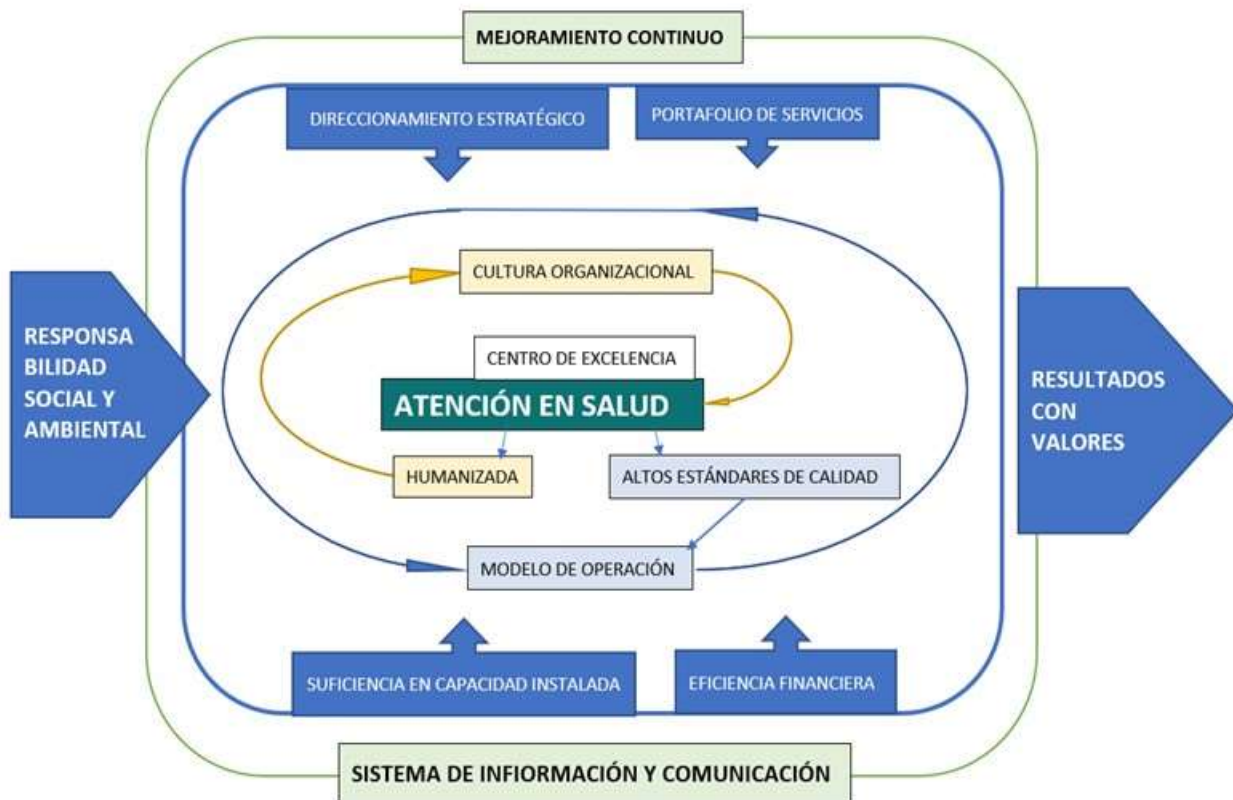 MEJORAMIENTO CONTINUO
DIRECCIONAMIENTO ESTRATÉGICO
PORTAFOLIO DE SERVICIOS
CULTURA ORGANIZACIONAL
CENTRO DE EXCELENCIA
ATENCIÓN EN SALUD
HUMANIZADA
ALTOS ESTÁNDARES DE CALIDAD
MODELO DE OPERACIÓN
RESPONSA
BILIDAD
SOCIAL Y
AMBIENTAL
RESULTADOS
CON
VALORES
SUFICIENCIA EN CAPACIDAD INSTALADA
EFICIENCIA FINANCIERA
SISTEMA DE INFIORMACIÓN Y COMUNICACIÓN